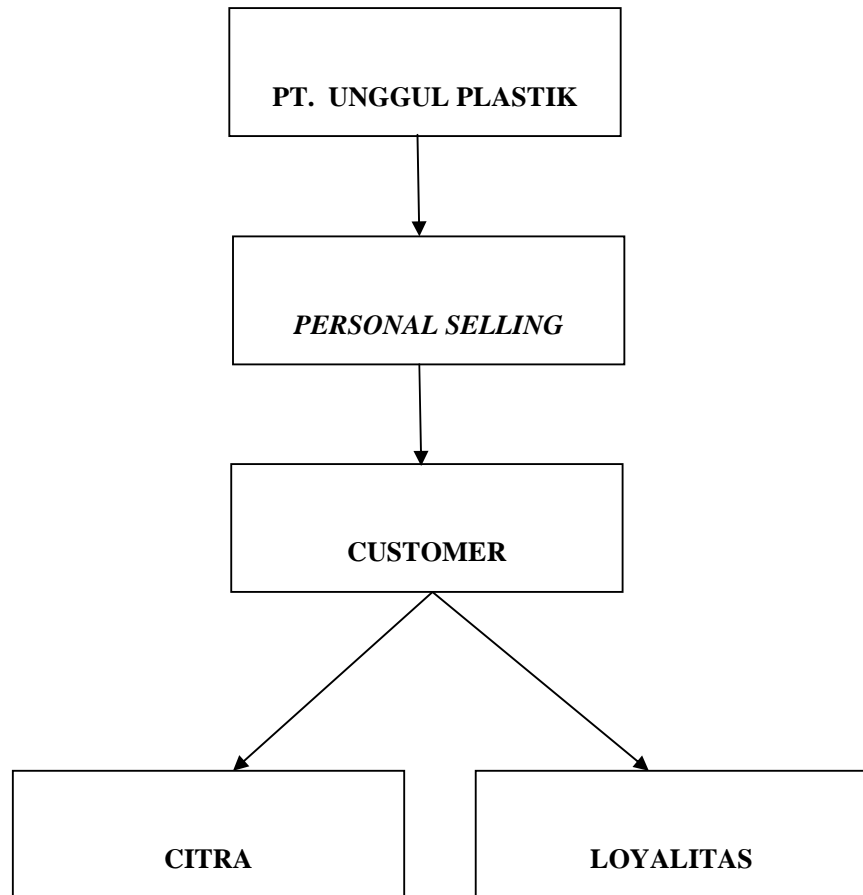 PT. UNGGUL PLASTIK
PERSONAL SELLING
CUSTOMER
CITRA
LOYALITAS